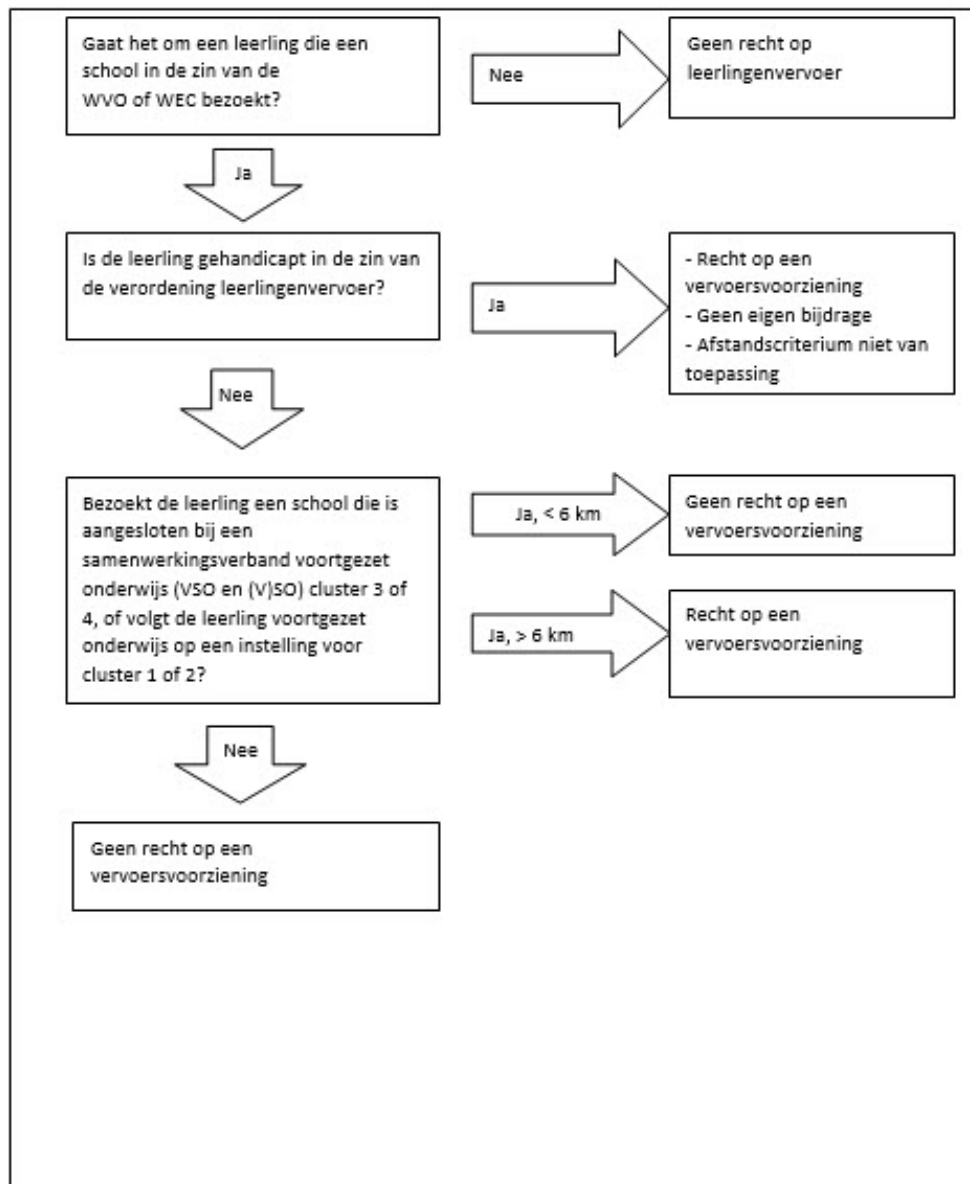 Gaat het om een leerling die een
school in de zin van de
WVO of WEC bezoekt?
Nee
Geen recht op
leerlingenvervoer
Ja
Is de leerling gehandicapt in de zin van
de verordening leerlingenvervoer?
Ja
- Recht op een
vervoersvoorziening
- Geen eigen bijdrage
- Afstandscriterium niet van
toepassing
Nee
Bezoekt de leerling een school die is
aangesloten bij een
samenwerkingsverband voortgezet
onderwijs (VSO en (V)SO) cluster 3 of
4, of volgt de leerling voortgezet
onderwijs op een instelling voor
cluster 1 of 2?
Ja, < 6 km
Geen recht op een
vervoersvoorziening
Ja, > 6 km
Recht op een
vervoersvoorziening
Nee
Geen recht op een
vervoersvoorziening